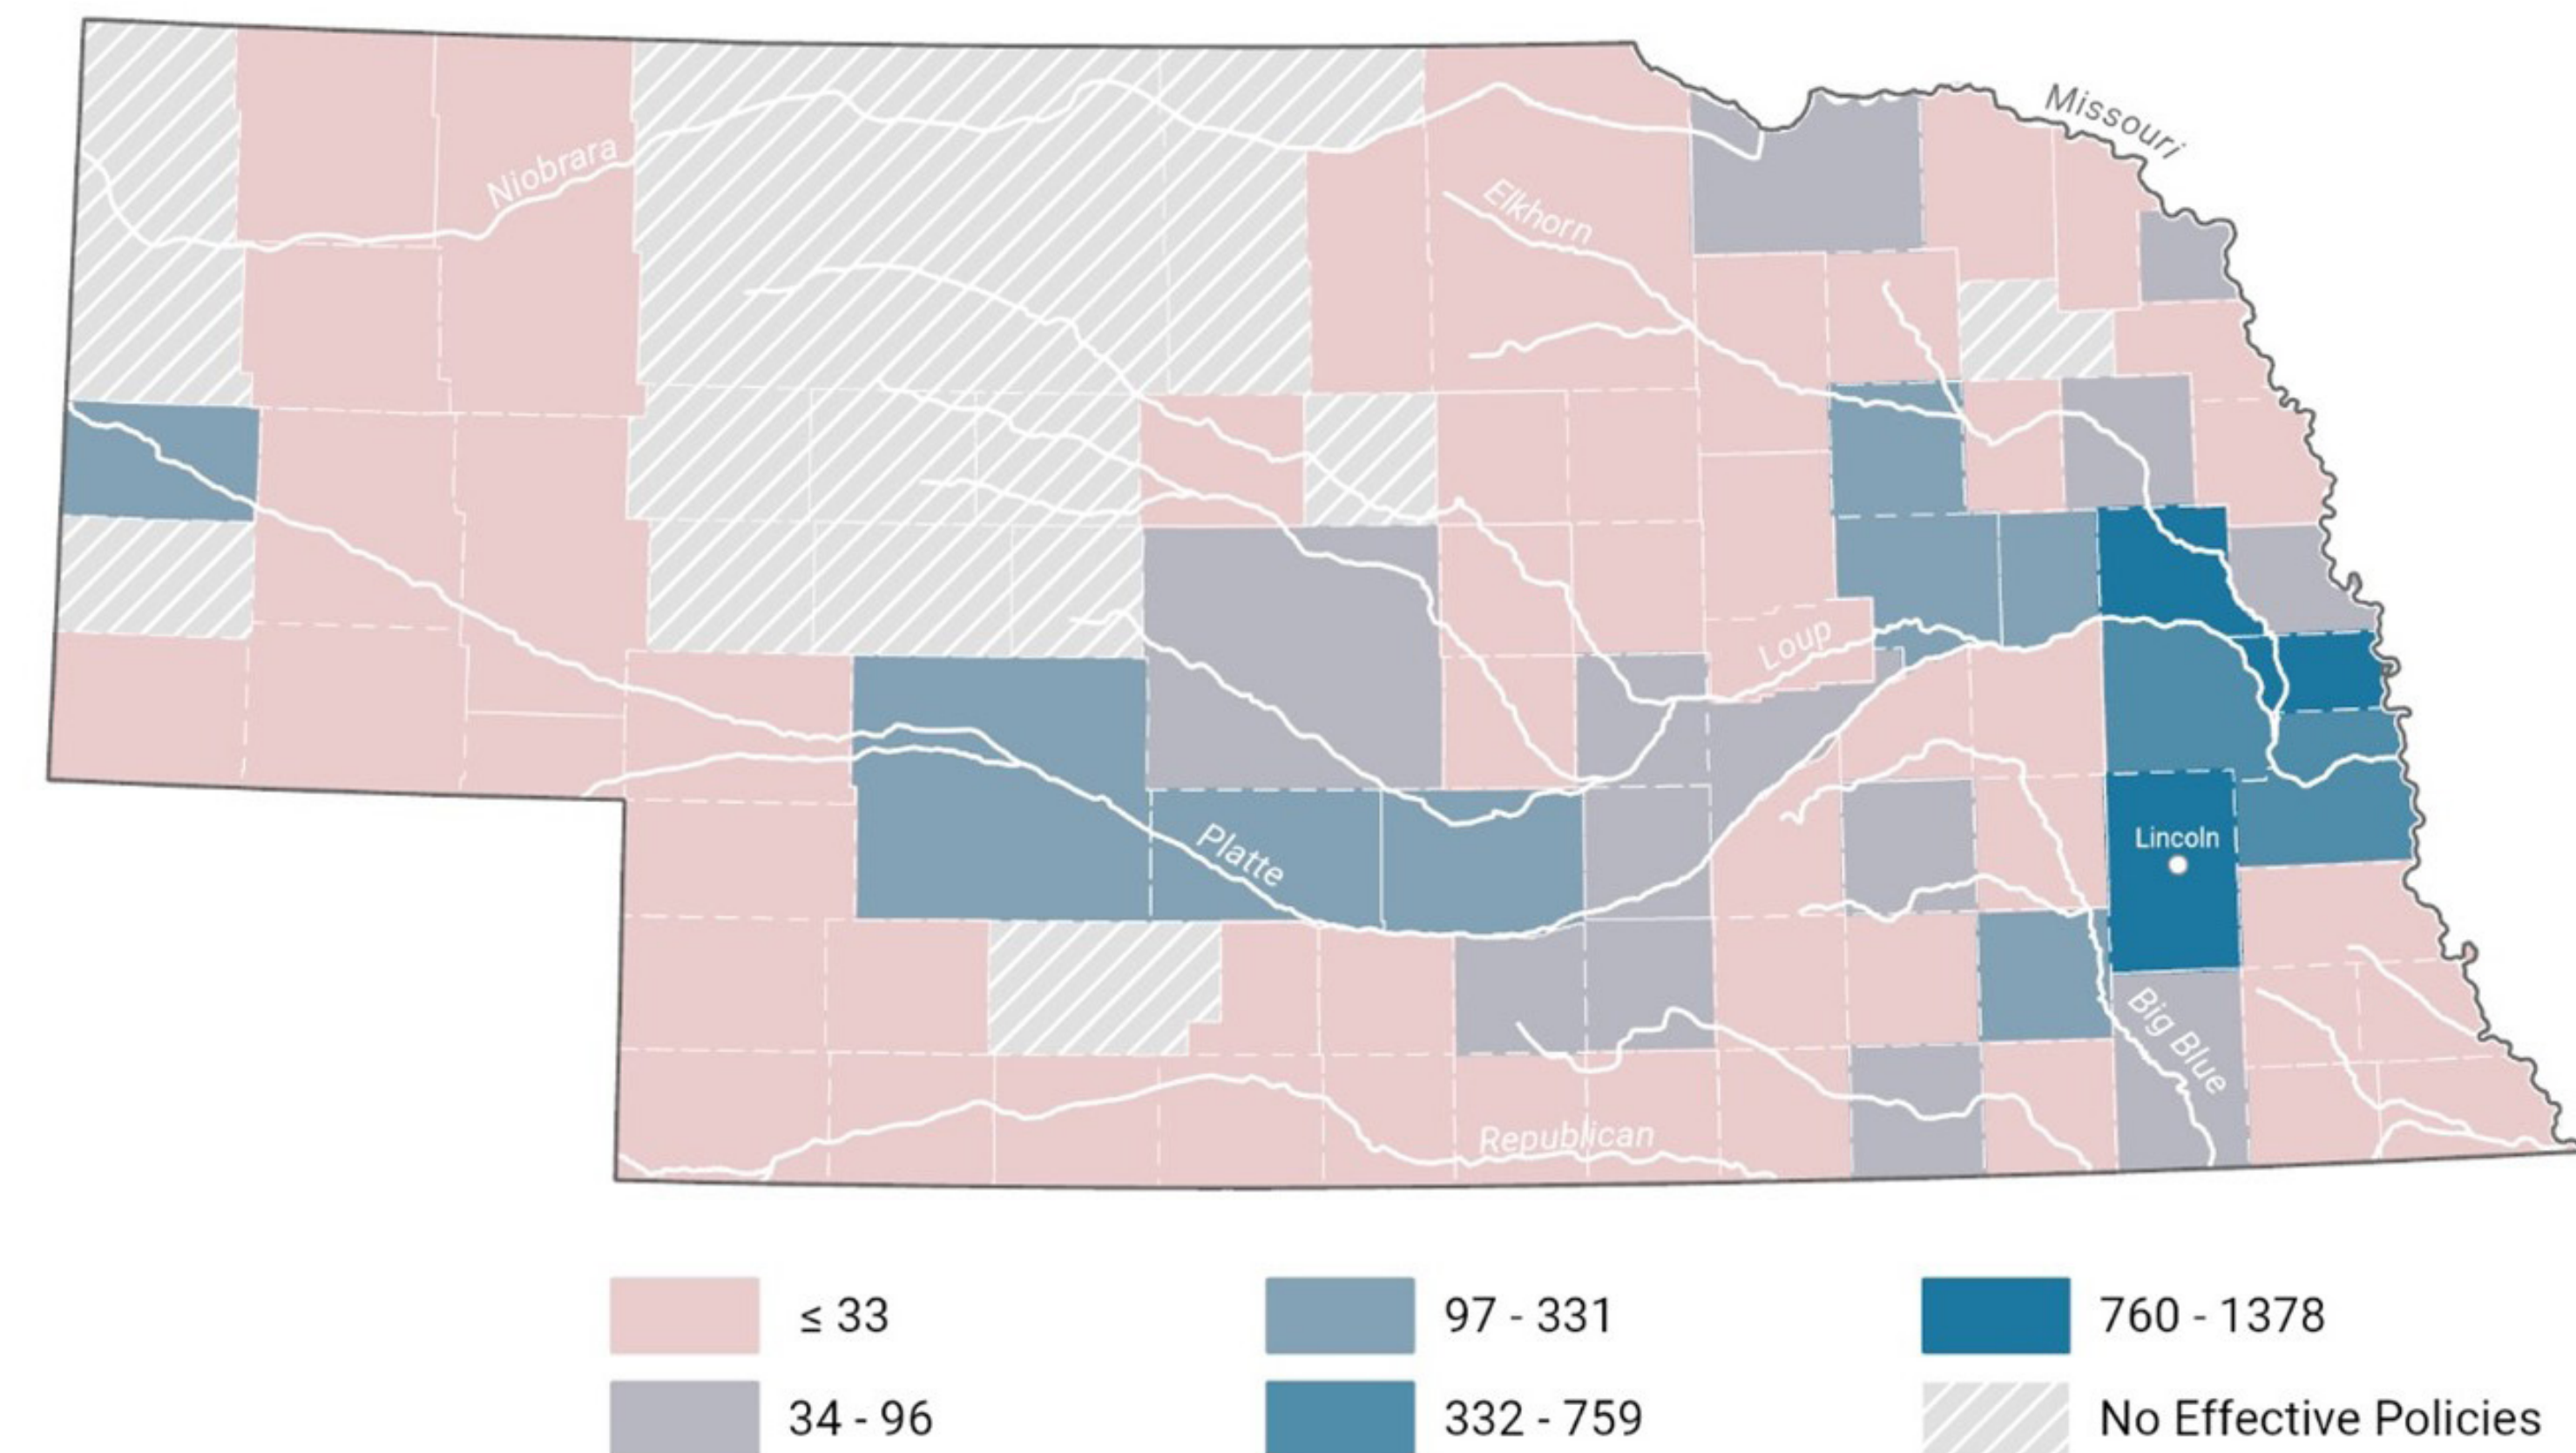 Missouri
Niobrara
Elkhorn
Loup
Platte
Lincoln
Big Blue
Republican
≤ 33
97 - 331
760 - 1378
34 - 96
332 - 759
No Effective Policies